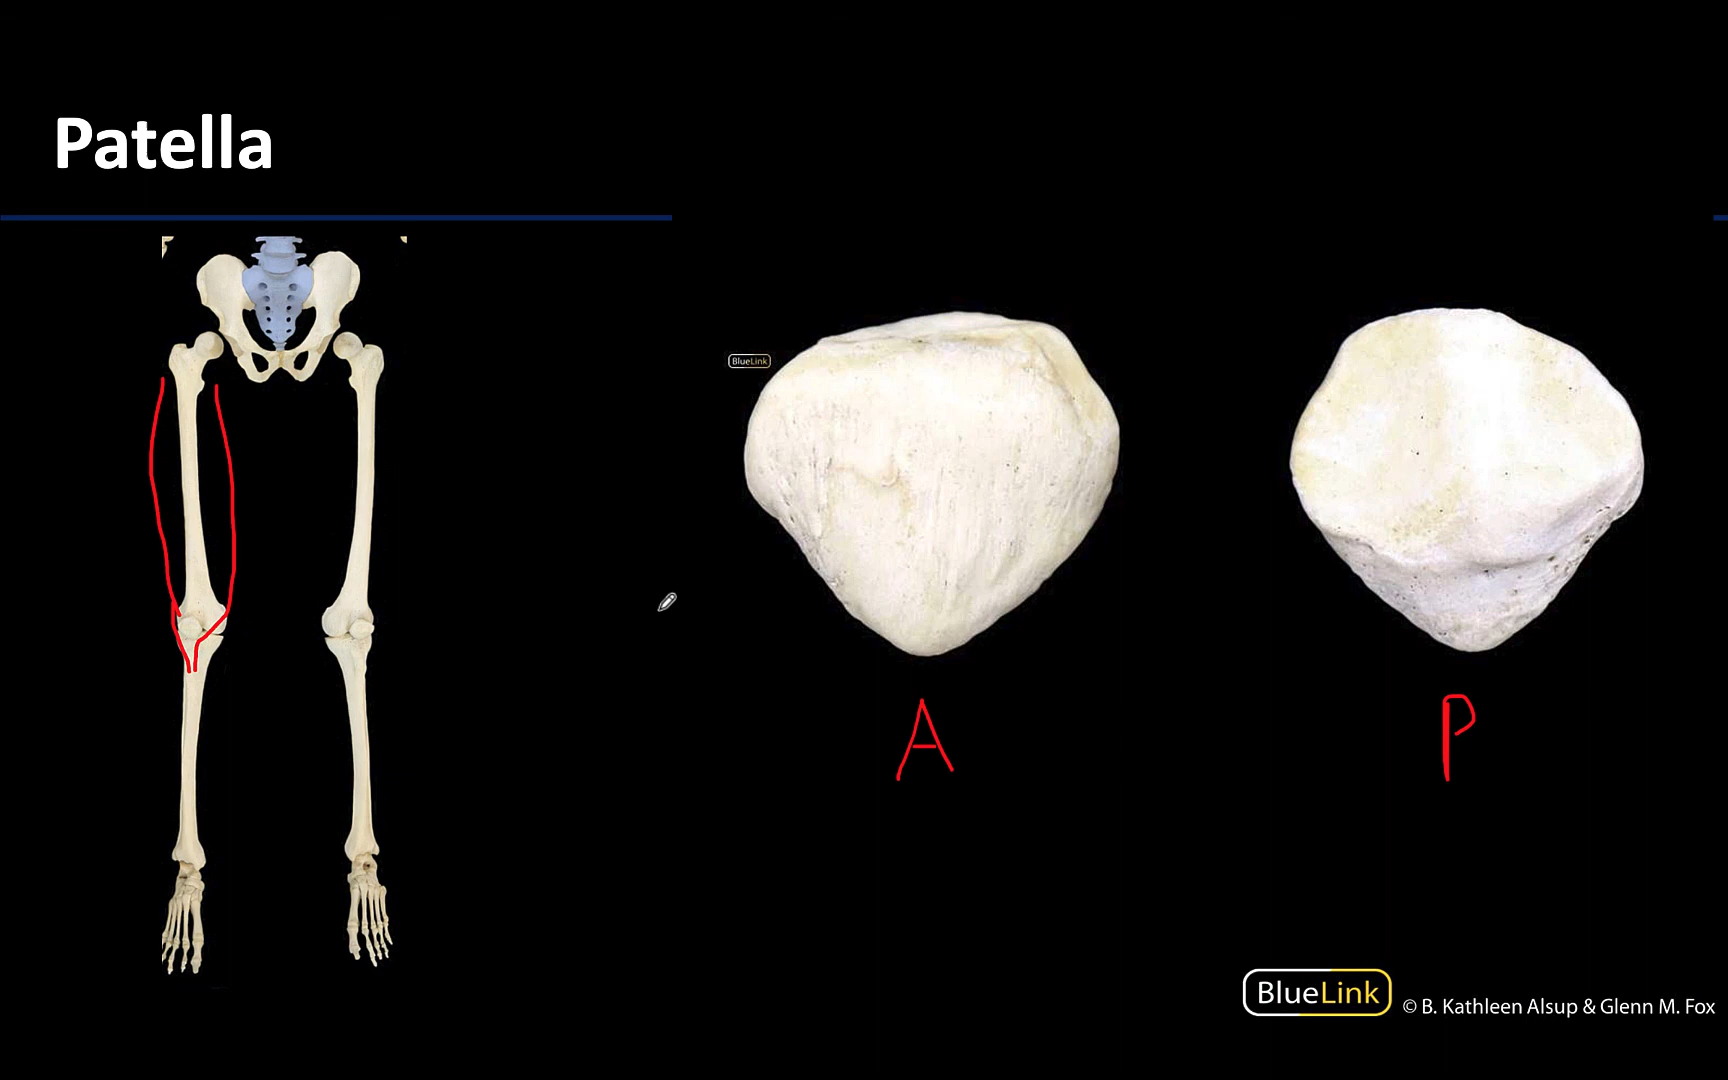 Patella
BlueLink
A
P
BlueLink
© B. Kathleen Alsup & Glenn M. Fox